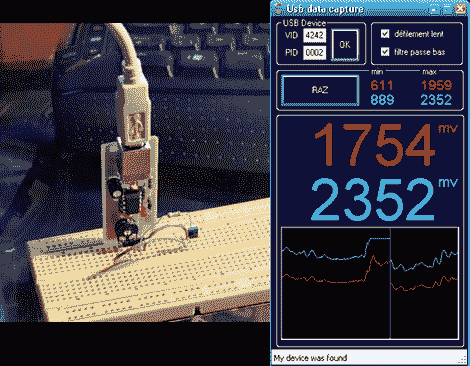 Usb data capture
USB Device
VID 4242
PID 0002
OK
défilement lent
filtre passe bas
min max
RAZ
611 1959
889 2352
1754 mv
2352 mv
My device was found